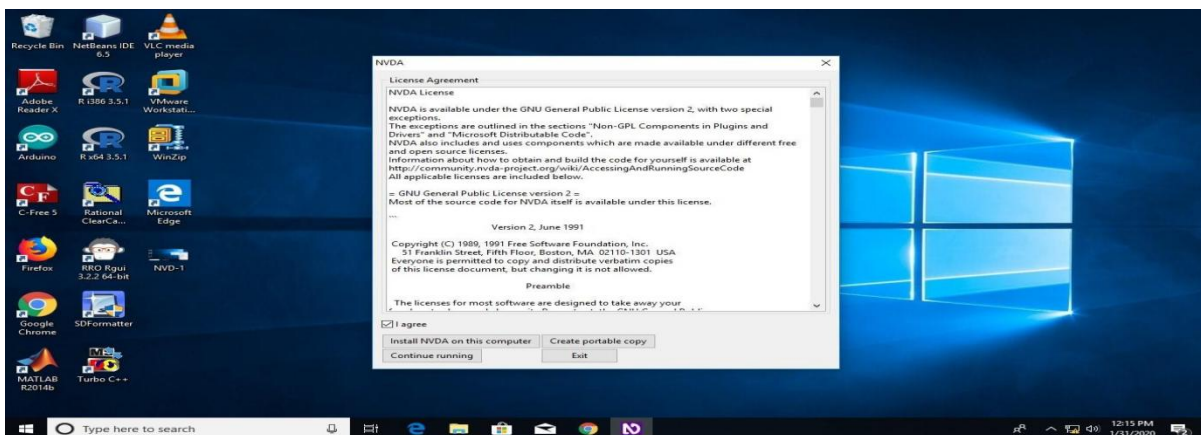 Recycle Bin
NetBeans IDE
6.5
VLC media
player
Adobe
Reader X
R i386 3.5.1
VMware
Workstati...
Arduino
R x64 3.5.1
WinZip
C-Free 5
Rational
ClearCa...
Microsoft
Edge
Firefox
RRO Rgui
3.2.2 64-bit
NVD-1
Google
Chrome
SDFormatter
MATLAB
R2014b
Turbo C++
NVDA
License Agreement
NVDA License
NVDA is available under the GNU General Public License version 2, with two special
exceptions.
The exceptions are outlined in the sections "Non-GPL Components in Plugins and
Drivers" and "Microsoft Distributable Code".
NVDA also includes and uses components which are made available under different free
and open source licenses.
Information about how to obtain and build the code for yourself is available at
http://community.nvda-project.org/wiki/AccessingAndRunningSourceCode
All applicable licenses are included below.
= GNU General Public License version 2 =
Most of the source code for NVDA itself is available under this license.
...
Version 2, June 1991
Copyright (C) 1989, 1991 Free Software Foundation, Inc.
51 Franklin Street, Fifth Floor, Boston, MA 02110-1301 USA
Everyone is permitted to copy and distribute verbatim copies
of this license document, but changing it is not allowed.
Preamble
The licenses for most software are designed to take away your
I agree
Install NVDA on this computer
Create portable copy
Continue running
Exit
Type here to search
12:15 PM
1/31/2020